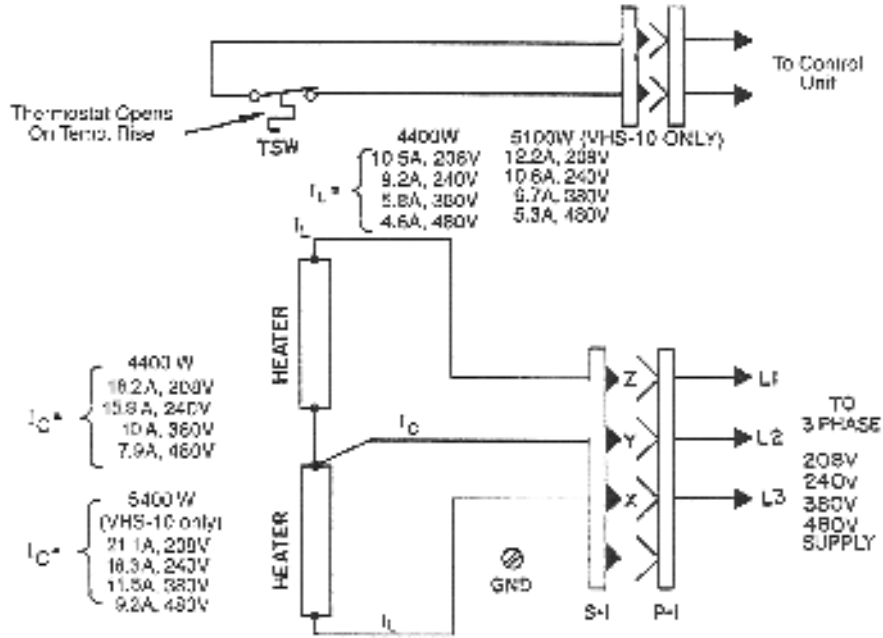 To Control
Unit
Thermostat Opens
On Temp. Rise
TSW
4400W
5100W (VHS-10 ONLY)
IL =
10.5A, 208V
9.2A, 240V
5.8A, 380V
4.6A, 480V
12.2A, 208V
10.6A, 240V
6.7A, 380V
5.3A, 480V
IL
HEATER
4400 W
IC =
18.2A, 208V
15.9A, 240V
10 A, 380V
7.9A, 480V
IC
Z
L1
Y
L2
X
L3
TO
3 PHASE
208V
240V
380V
480V
SUPPLY
5400 W
(VHS-10 only)
IC =
21.1A, 208V
18.3A, 240V
11.5A, 380V
9.2A, 480V
HEATER
GND
IL
S-1
P-1